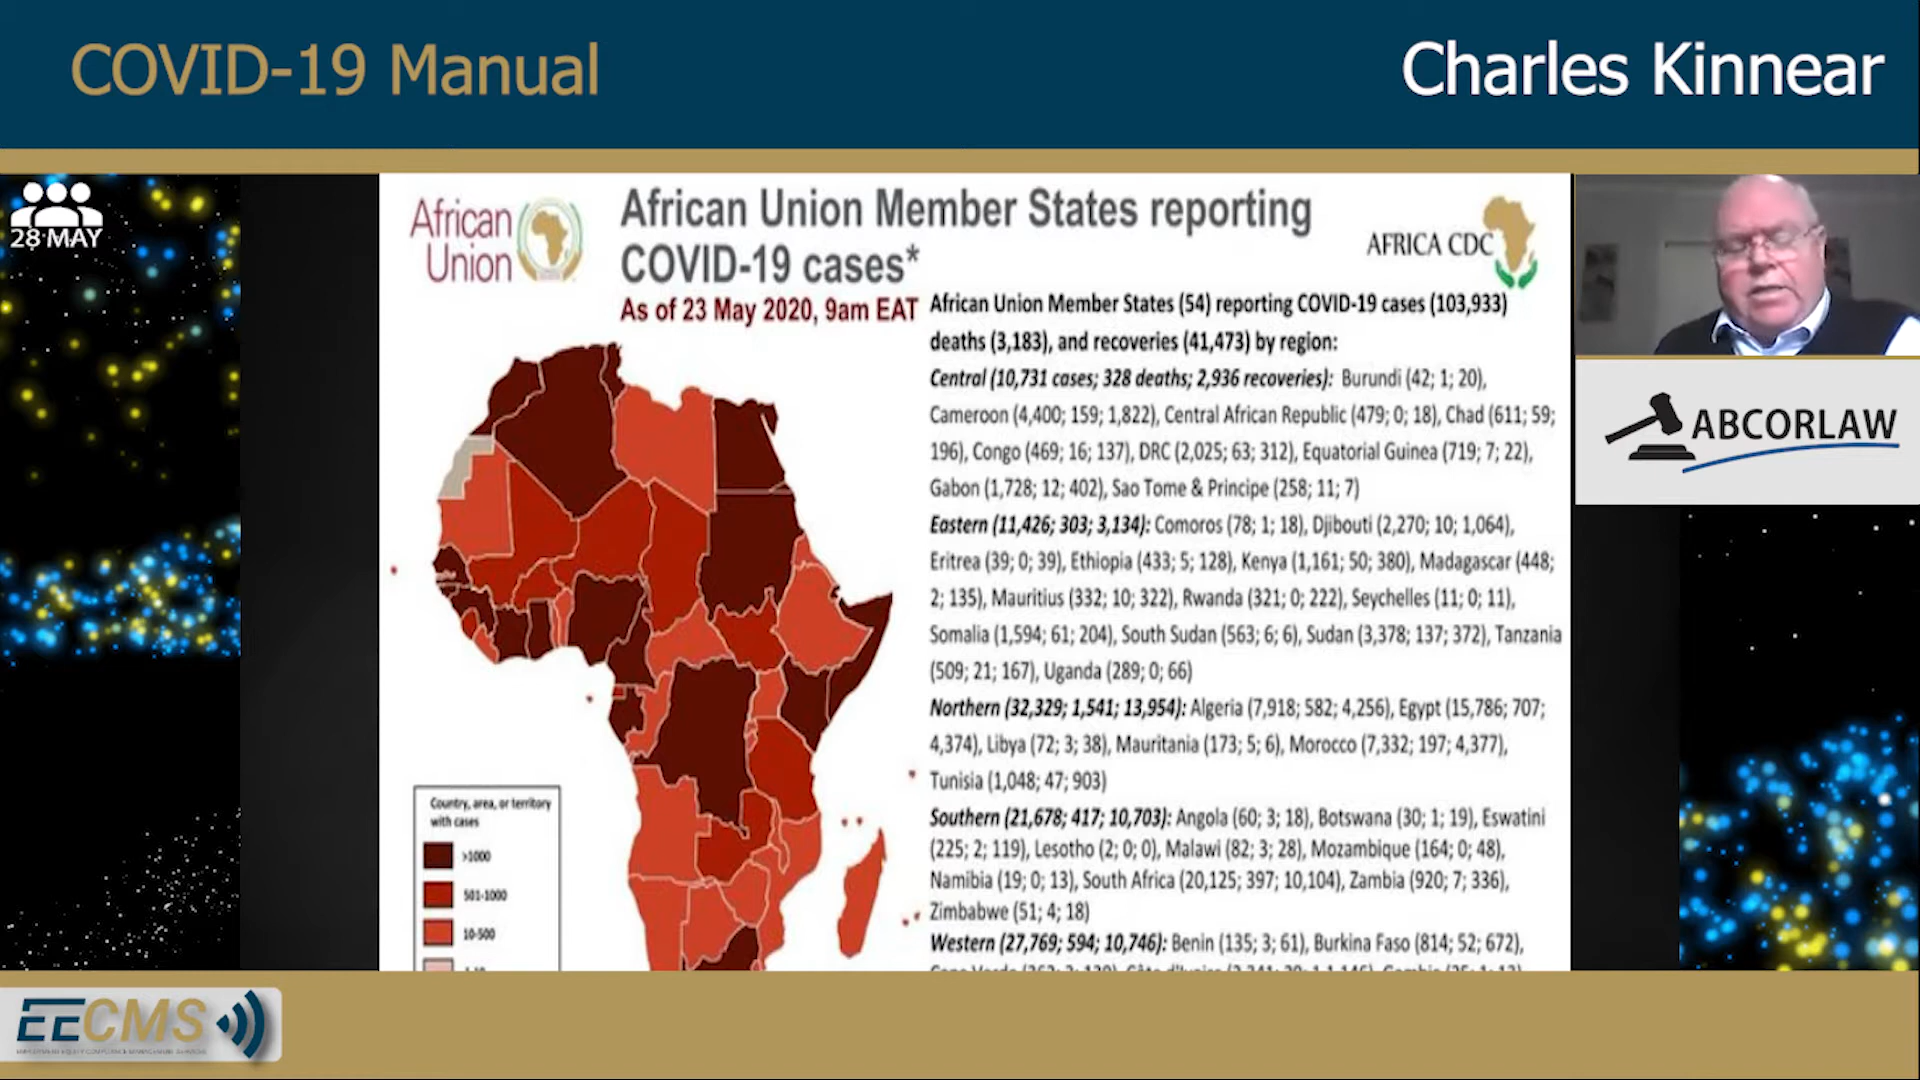 COVID-19 Manual
Charles Kinnear
28 MAY
African
Union
African Union Member States reporting
COVID-19 cases*
As of 23 May 2020, 9am EAT
AFRICA CDC
African Union Member States (54) reporting COVID-19 cases (103,933)
deaths (3,183), and recoveries (41,473) by region:
Central (10,731 cases; 328 deaths; 2,936 recoveries): Burundi (42; 1; 20),
Cameroon (4,400; 159; 1,822), Central African Republic (479; 0; 18), Chad (611; 59;
196), Congo (469; 16; 137), DRC (2,025; 63; 312), Equatorial Guinea (719; 7; 22),
Gabon (1,728; 12; 402), Sao Tome & Principe (258; 11; 7)
Eastern (11,426; 303; 3,134): Comoros (78; 1; 18), Djibouti (2,270; 10; 1,064),
Eritrea (39; 0; 39), Ethiopia (433; 5; 128), Kenya (1,161; 50; 380), Madagascar (448;
2; 135), Mauritius (332; 10; 322), Rwanda (321; 0; 222), Seychelles (11; 0; 11),
Somalia (1,594; 61; 204), South Sudan (563; 6; 6), Sudan (3,378; 137; 372), Tanzania
(509; 21; 167), Uganda (289; 0; 66)
Northern (32,329; 1,541; 13,954): Algeria (7,918; 582; 4,256), Egypt (15,786; 707;
4,374), Libya (72; 3; 38), Mauritania (173; 5; 6), Morocco (7,332; 197; 4,377),
Tunisia (1,048; 47; 903)
Southern (21,678; 417; 10,703): Angola (60; 3; 18), Botswana (30; 1; 19), Eswatini
(225; 2; 119), Lesotho (2; 0; 0), Malawi (82; 3; 28), Mozambique (164; 0; 48),
Namibia (19; 0; 13), South Africa (20,125; 397; 10,104), Zambia (920; 7; 336),
Zimbabwe (51; 4; 18)
Western (27,769; 594; 10,746): Benin (135; 3; 61), Burkina Faso (814; 52; 672),
Country, area, or territory
with cases
>1000
501-1000
10-500
ABCORLAW
EECMS